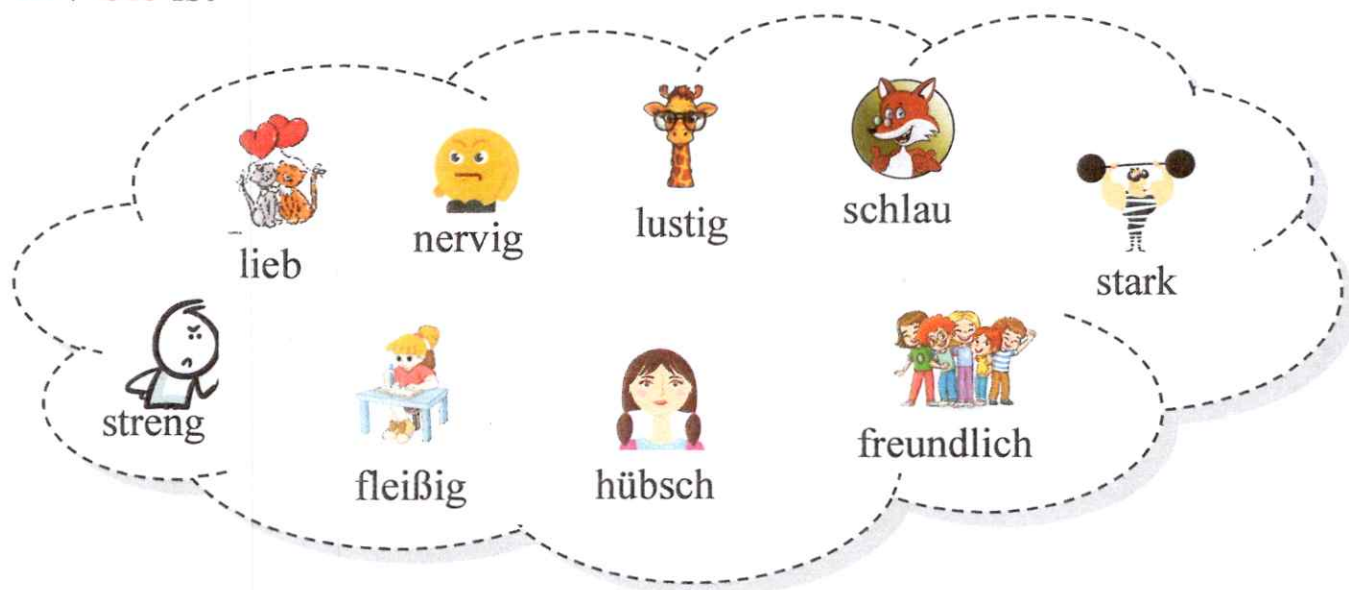 lieb
nervig
lustig
schlau
stark
streng
fleißig
hübsch
freundlich